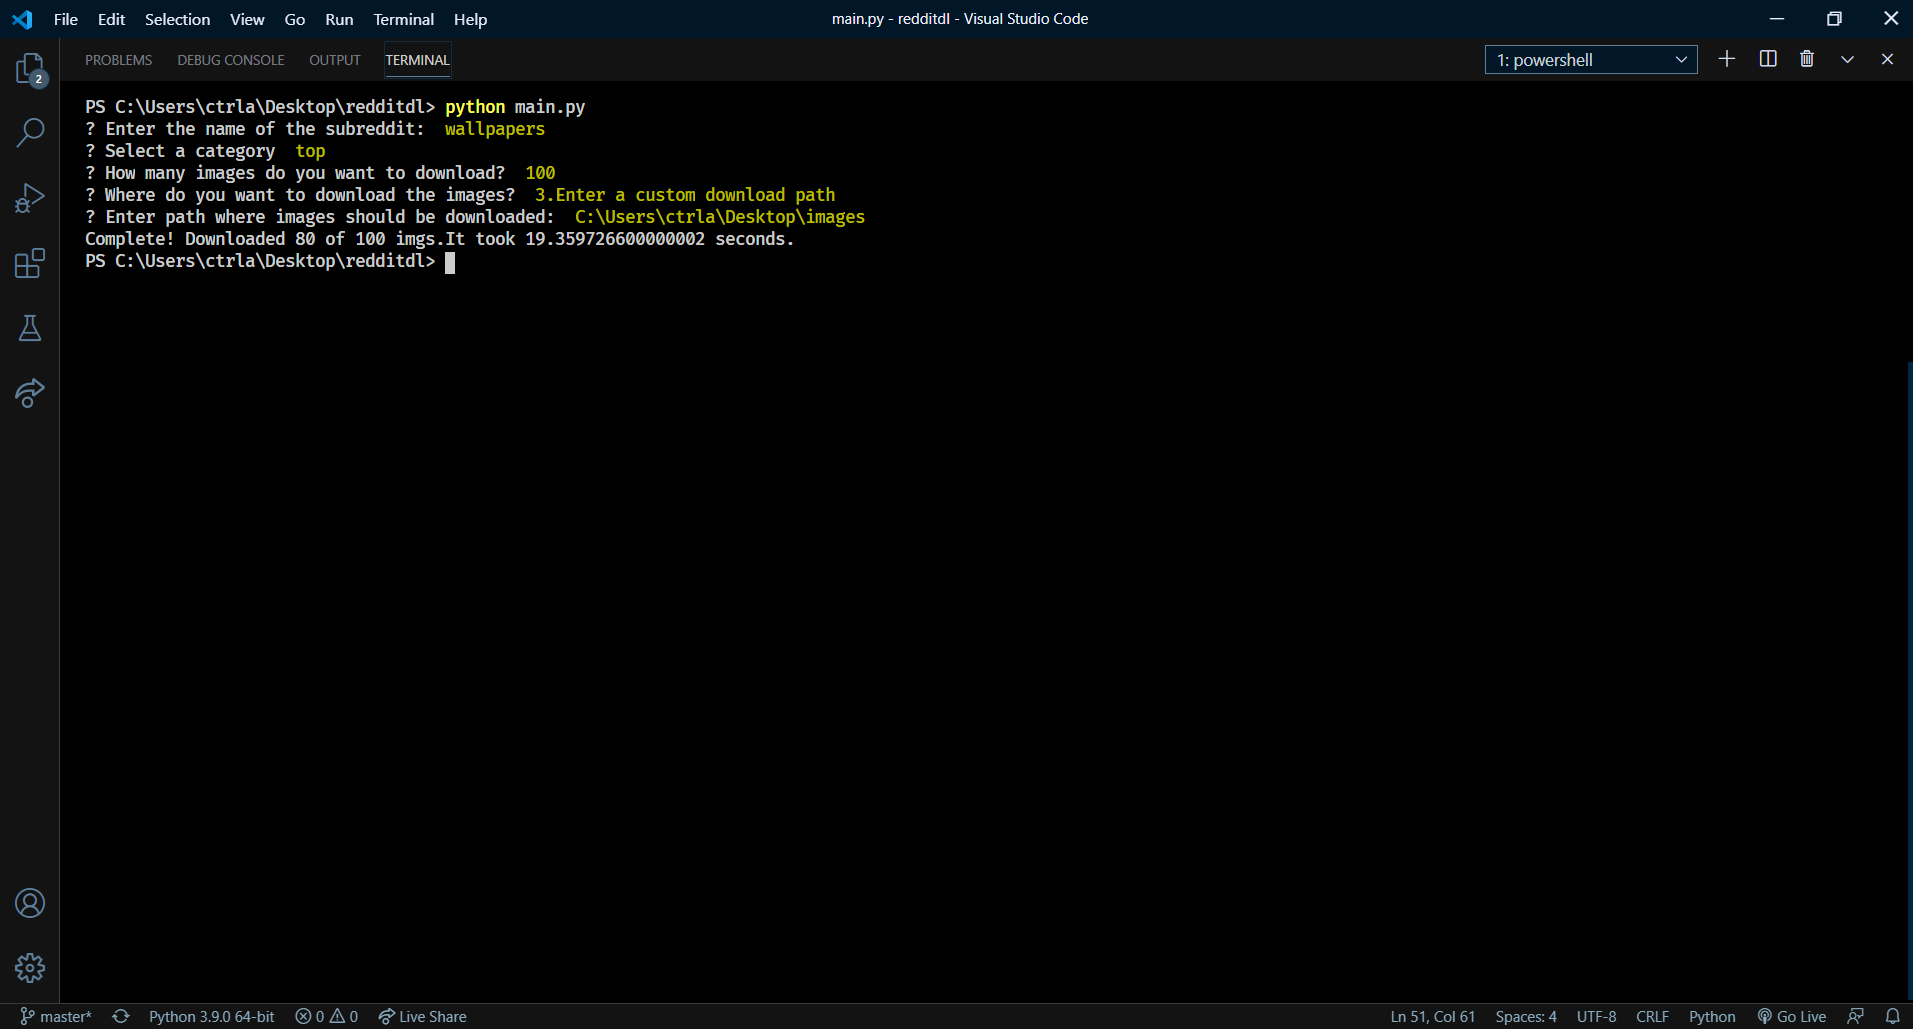 File Edit Selection View Go Run Terminal Help
main.py - redditdl - Visual Studio Code
2
PROBLEMS DEBUG CONSOLE OUTPUT TERMINAL
1: powershell
PS C:\Users\ctrla\Desktop\redditdl> python main.py
? Enter the name of the subreddit:  wallpapers
? Select a category  top
? How many images do you want to download?  100
? Where do you want to download the images?  3.Enter a custom download path
? Enter path where images should be downloaded:  C:\Users\ctrla\Desktop\images
Complete! Downloaded 80 of 100 imgs.It took 19.359726600000002 seconds.
PS C:\Users\ctrla\Desktop\redditdl>
master* Python 3.9.0 64-bit 0 0 Live Share
Ln 51, Col 61 Spaces: 4 UTF-8 CRLF Python Go Live